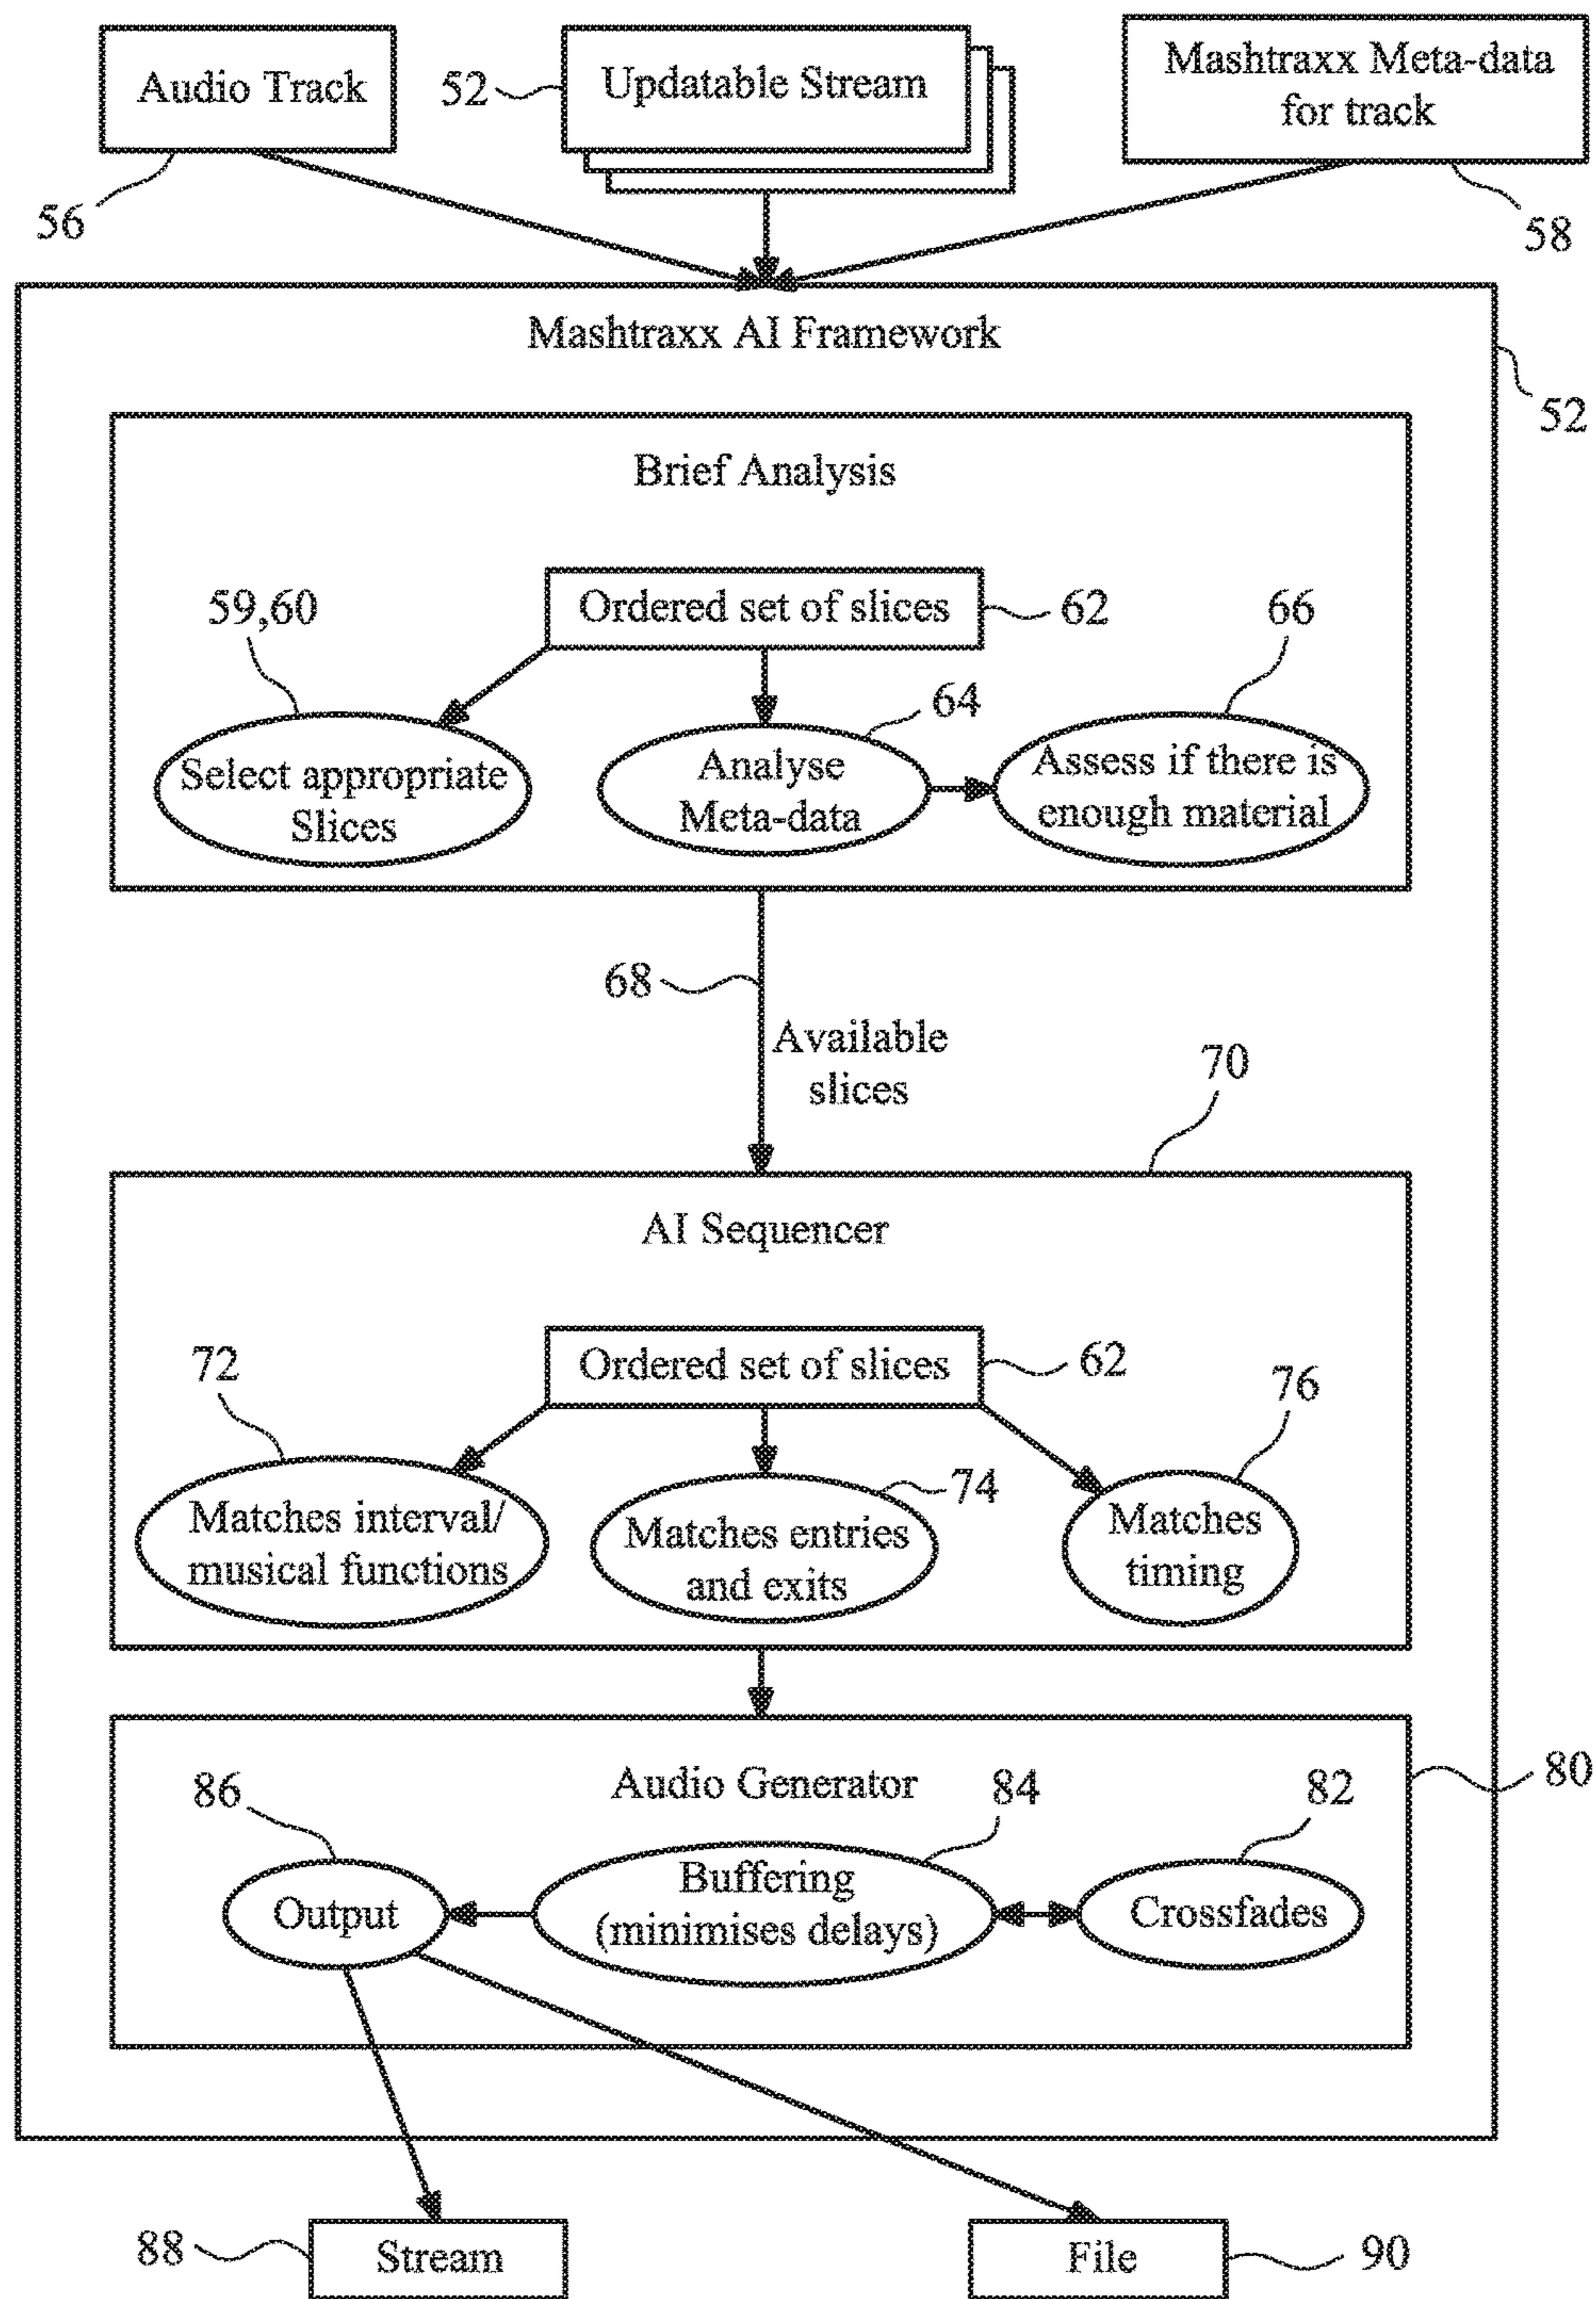 Audio Track
52
Updatable Stream
Mashtraxx Meta-data
for track
56
58
Mashtraxx AI Framework
52
Brief Analysis
59,60
Ordered set of slices
62
66
64
Select appropriate
Slices
Analyse
Meta-data
Assess if there is
enough material
68
Available
slices
70
AI Sequencer
72
Ordered set of slices
62
76
74
Matches interval/
musical functions
Matches entries
and exits
Matches
timing
80
86
Audio Generator
84
82
Output
Buffering
(minimises delays)
Crossfades
88
Stream
File
90